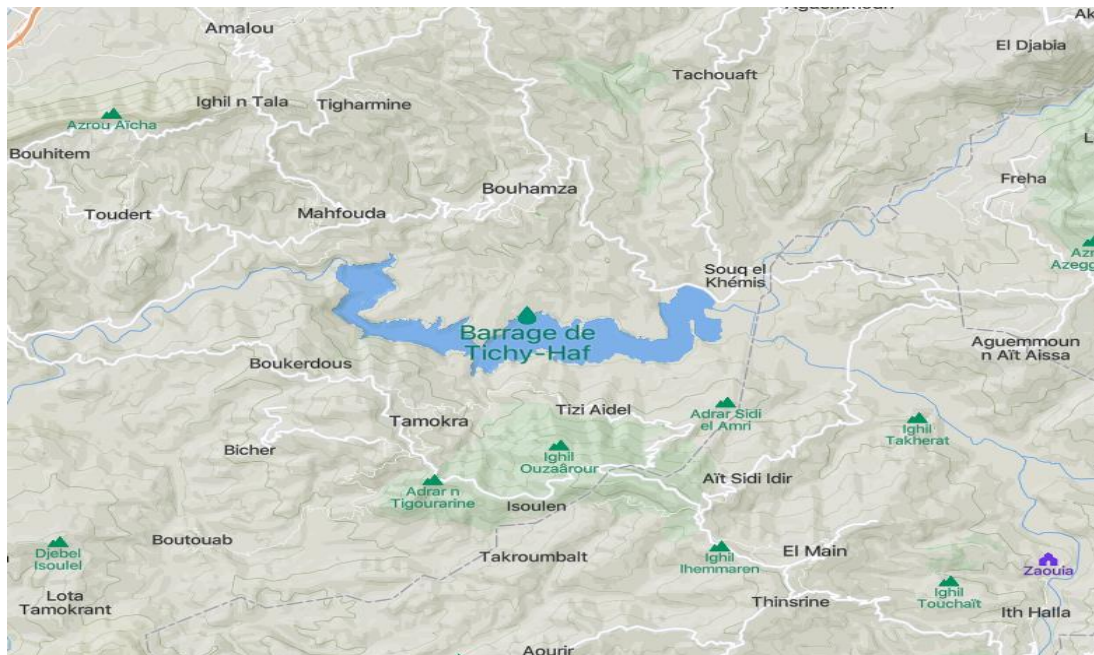 Amalou
El Djabia
Tachouaft
Ighil n Tala
Tigharmine
Azrou Aïcha
Bouhitem
Freha
Bouhamza
Toudert
Mahfouda
Souq el
Khémis
Barrage de
Tichy-Haf
Aguemmoun
n Aït Aissa
Boukerdous
Tizi Aidel
Adrar Sidi
el Amri
Tamokra
Ighil
Takherat
Bicher
Ighil
Ouzaârour
Aït Sidi Idir
Adrar n
Tigourarine
Isoulen
Boutouab
Djebel
Isoulel
Takroumbalt
Ighil
Ihemmaren
El Main
Zaouia
Lota
Tamokrant
Thinsrine
Ighil
Touchaït
Ith Halla
Aourir